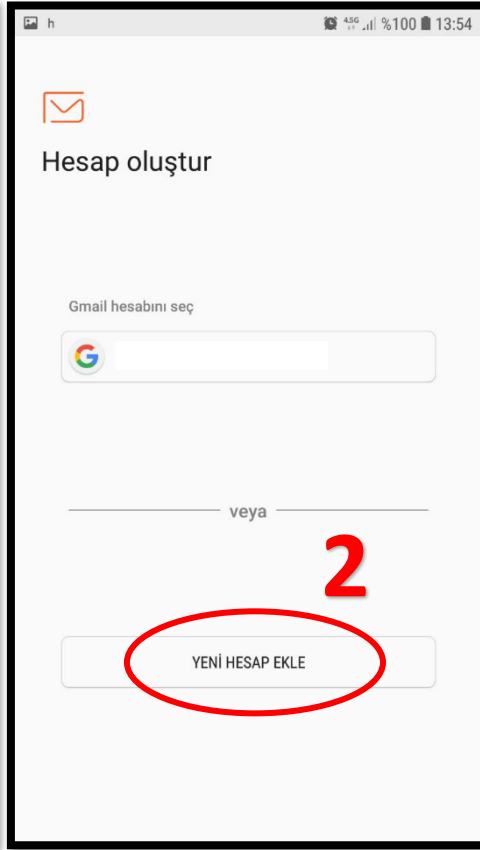 h 4.5G %100 13:54
Hesap oluştur
Gmail hesabını seç
G
veya
2
YENİ HESAP EKLE